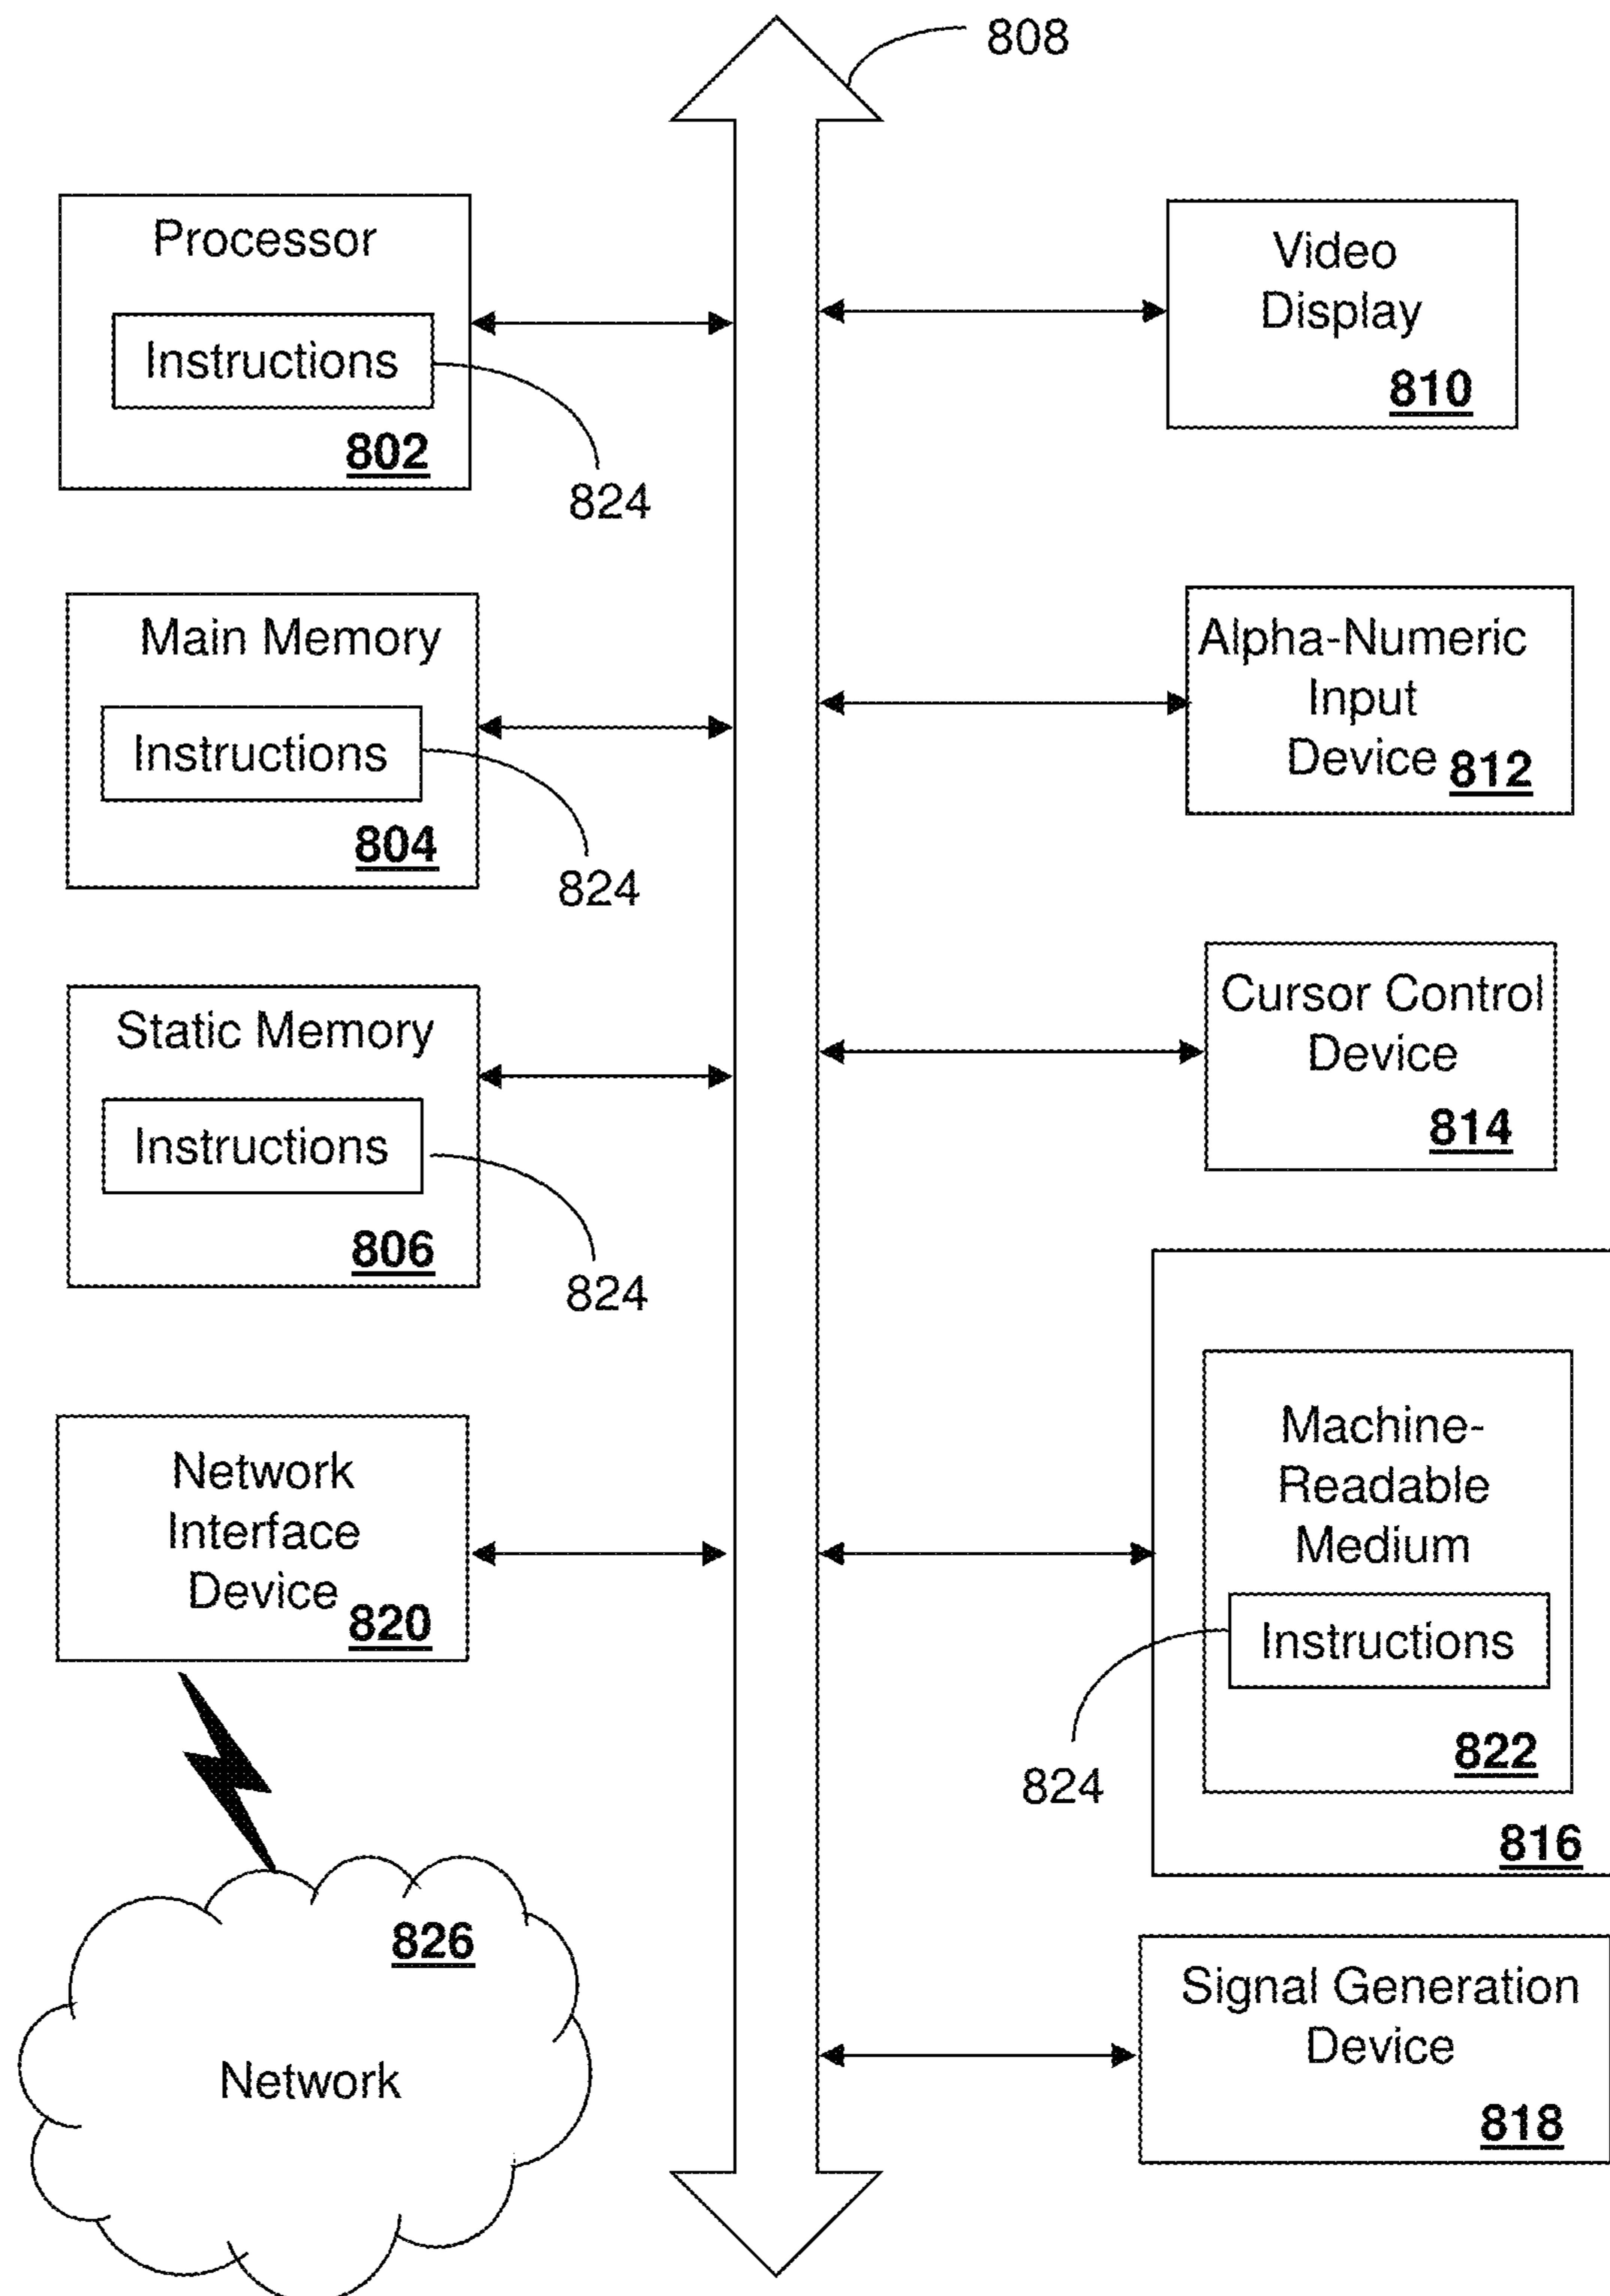 808
Processor
Instructions
802
824
Main Memory
Instructions
804
824
Static Memory
Instructions
806
824
Network
Interface
Device
820
826
Network
Video
Display
810
Alpha-Numeric
Input
Device
812
Cursor Control
Device
814
Machine-
Readable
Medium
Instructions
822
824
816
Signal Generation
Device
818